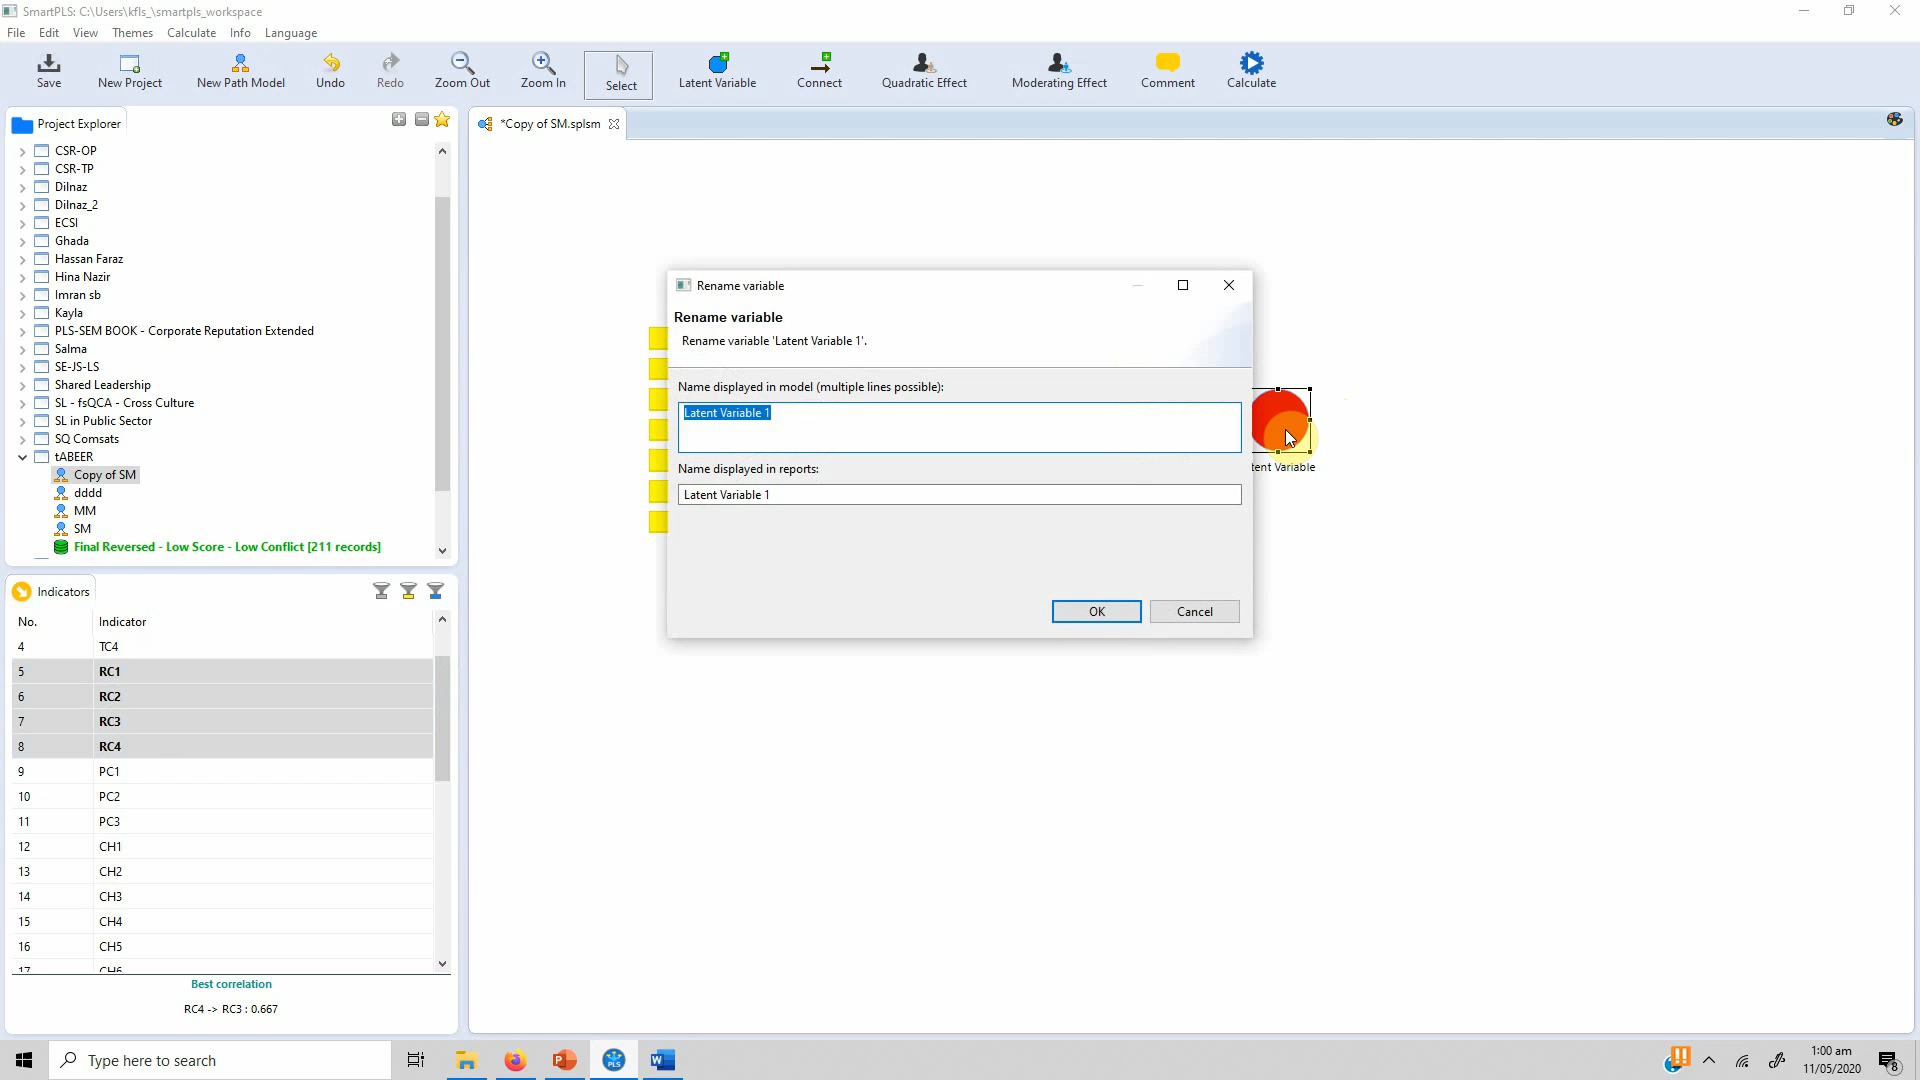 SmartPLS: C:\Users\kfls_\smartpls_workspace
File Edit View Themes Calculate Info Language
Save New Project New Path Model Undo Redo Zoom Out Zoom In Select Latent Variable Connect Quadratic Effect Moderating Effect Comment Calculate
Project Explorer
CSR-OP
CSR-TP
Dilnaz
Dilnaz_2
ECSI
Ghada
Hassan Faraz
Hina Nazir
Imran sb
Kayla
PLS-SEM BOOK - Corporate Reputation Extended
Salma
SE-JS-LS
Shared Leadership
SL - fsQCA - Cross Culture
SL in Public Sector
SQ Comsats
tABEER
Copy of SM
dddd
MM
SM
Final Reversed - Low Score - Low Conflict [211 records]
Indicators
No. Indicator
4 TC4
5 RC1
6 RC2
7 RC3
8 RC4
9 PC1
10 PC2
11 PC3
12 CH1
13 CH2
14 CH3
15 CH4
16 CH5
17 CH6
Best correlation
RC4 -> RC3 : 0.667
*Copy of SM.splsm
Rename variable
Rename variable
Rename variable 'Latent Variable 1'.
Name displayed in model (multiple lines possible):
Latent Variable 1
Name displayed in reports:
Latent Variable 1
OK Cancel
tent Variable
Type here to search
PLS
1:00 am
11/05/2020
8